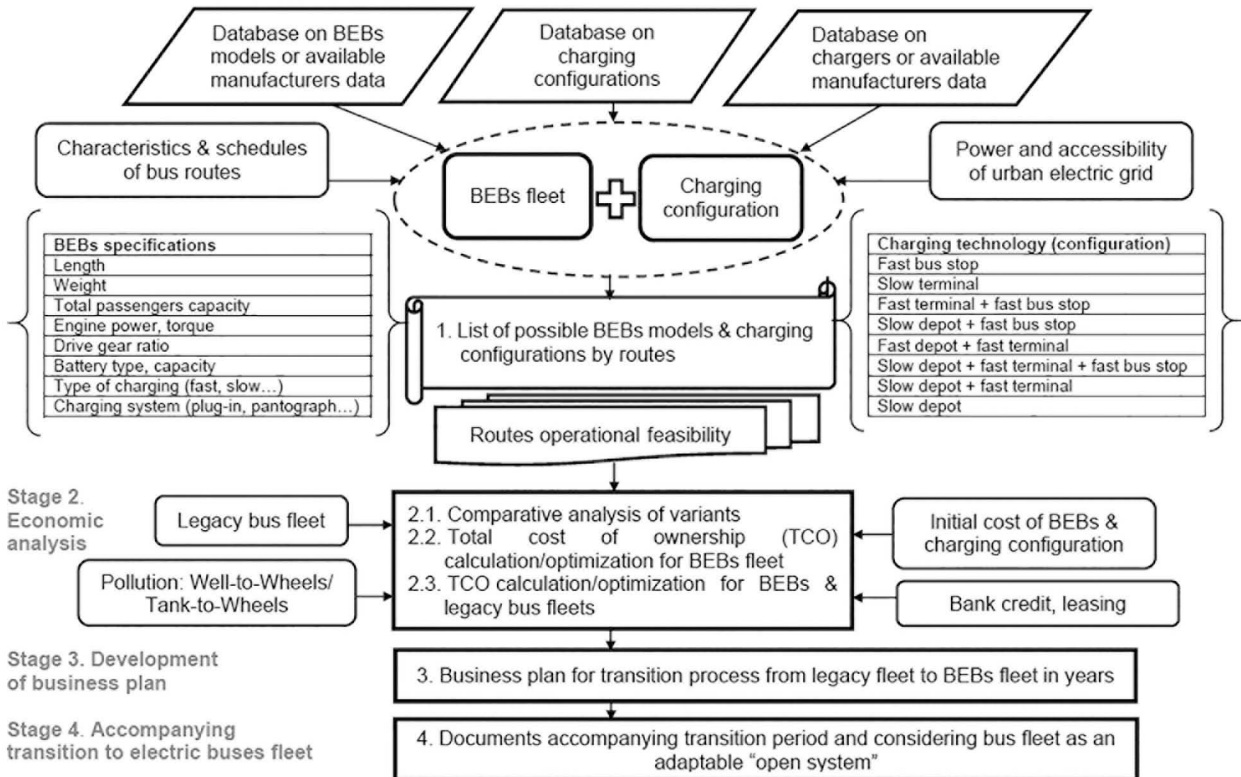 Database on BEBs
models or available
manufacturers data
Database on
charging
configurations
Database on
chargers or available
manufacturers data
Characteristics & schedules
of bus routes
BEBs fleet
Charging
configuration
Power and accessibility
of urban electric grid
BEBs specifications
Length
Weight
Total passengers capacity
Engine power, torque
Drive gear ratio
Battery type, capacity
Type of charging (fast, slow…)
Charging system (plug-in, pantograph…)
1. List of possible BEBs models & charging
configurations by routes
Charging technology (configuration)
Fast bus stop
Slow terminal
Fast terminal + fast bus stop
Slow depot + fast bus stop
Fast depot + fast terminal
Slow depot + fast terminal + fast bus stop
Slow depot + fast terminal
Slow depot
Routes operational feasibility
Stage 2.
Economic
analysis
Legacy bus fleet
Pollution: Well-to-Wheels/
Tank-to-Wheels
2.1. Comparative analysis of variants
2.2. Total cost of ownership (TCO)
calculation/optimization for BEBs fleet
2.3. TCO calculation/optimization for BEBs &
legacy bus fleets
Initial cost of BEBs &
charging configuration
Bank credit, leasing
Stage 3. Development
of business plan
3. Business plan for transition process from legacy fleet to BEBs fleet in years
Stage 4. Accompanying
transition to electric buses fleet
4. Documents accompanying transition period and considering bus fleet as an
adaptable “open system”